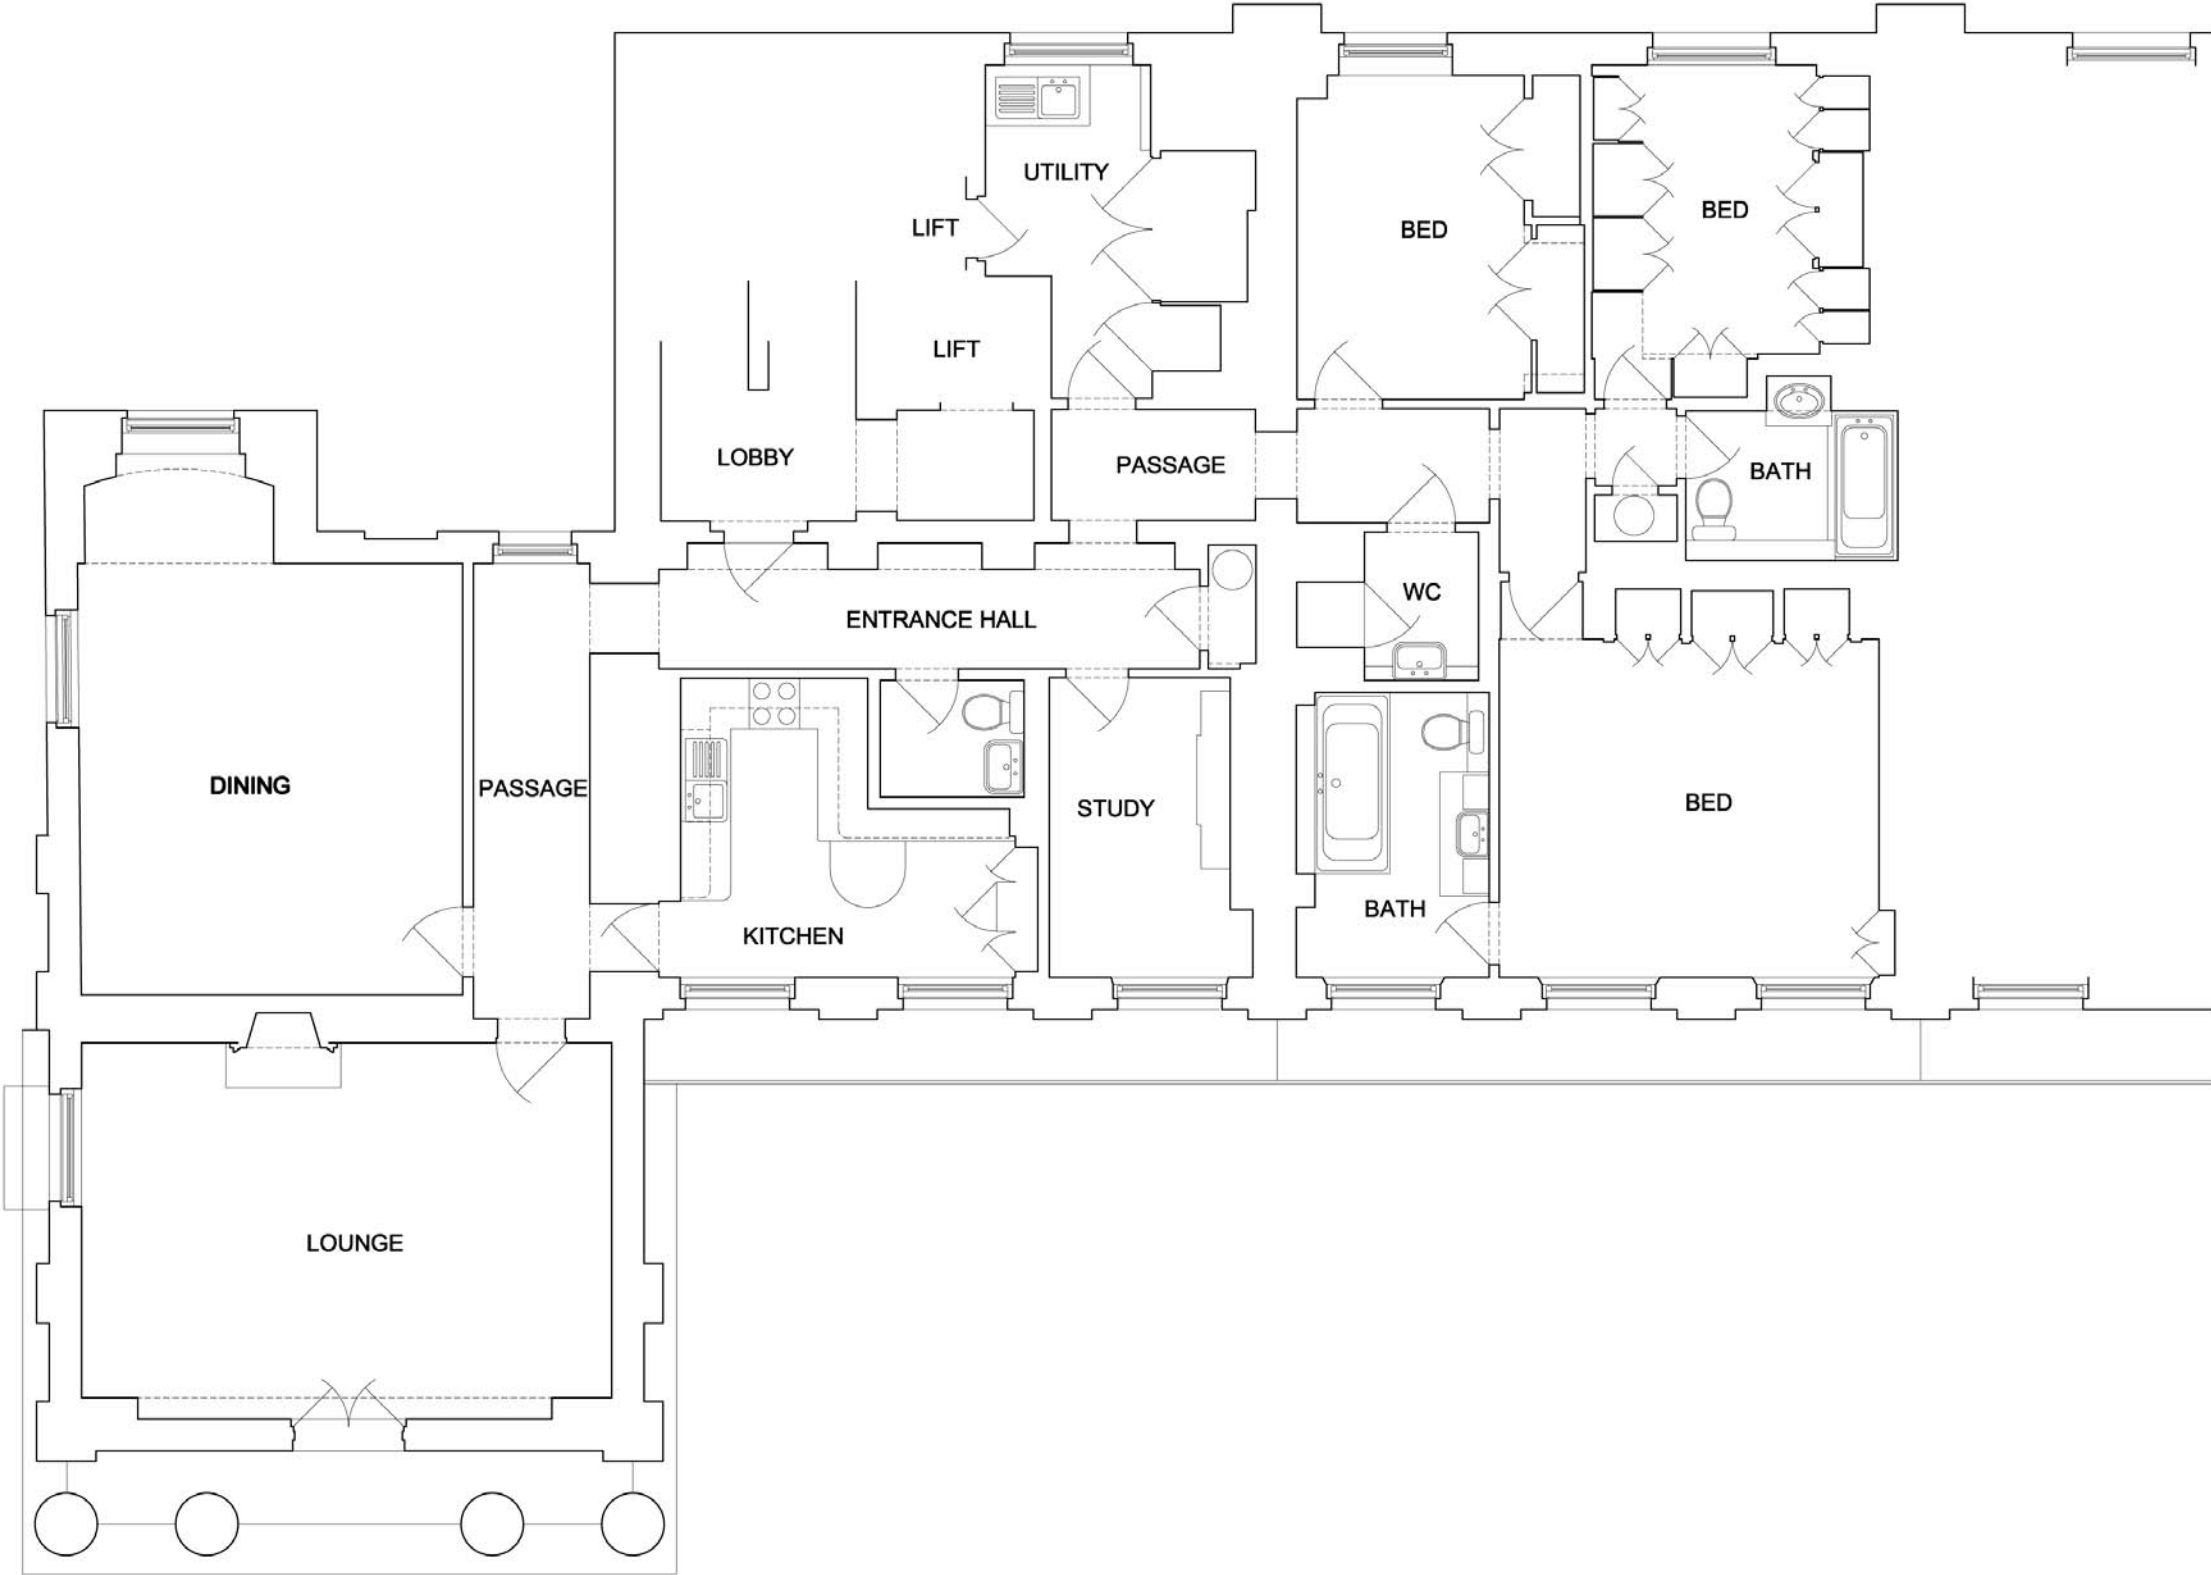 UTILITY
LIFT
BED
BED
LIFT
LOBBY
PASSAGE
BATH
WC
ENTRANCE HALL
DINING
PASSAGE
STUDY
BED
KITCHEN
BATH
LOUNGE